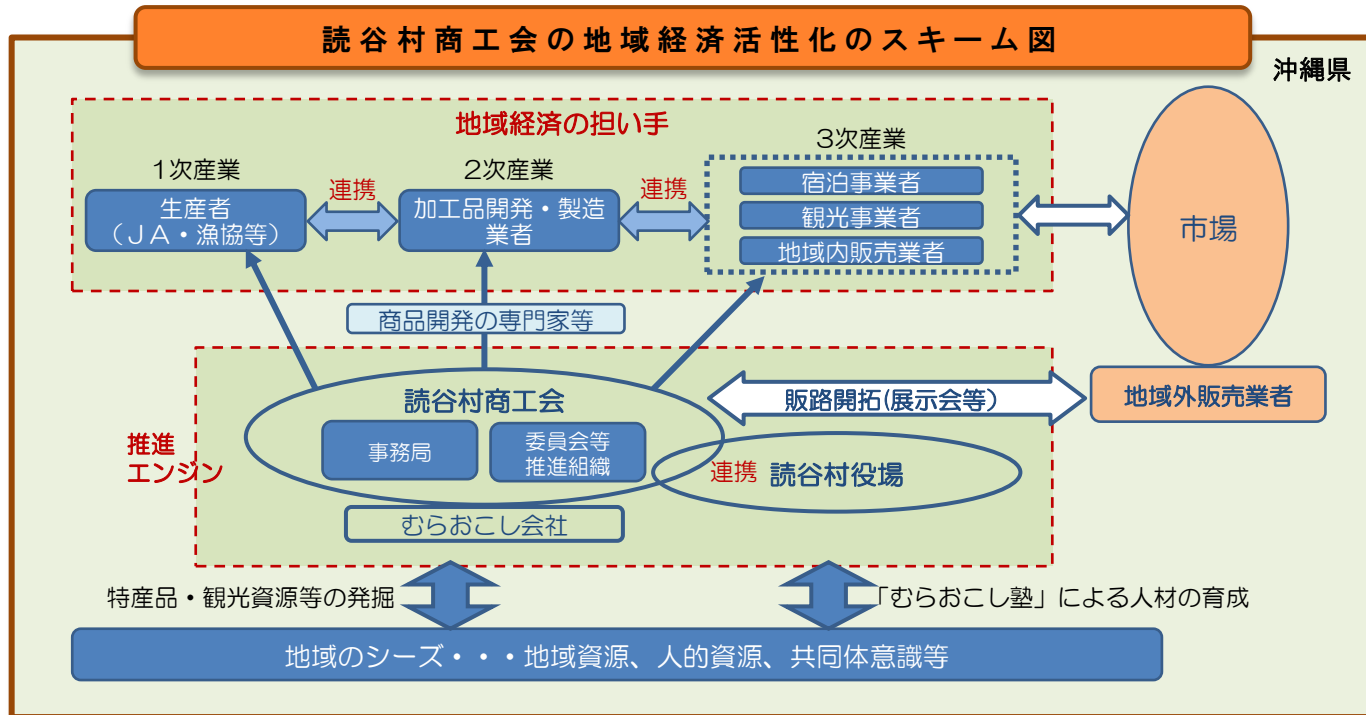 読谷村商工会の地域経済活性化のスキーム図
沖縄県
地域経済の担い手
1次産業
2次産業
3次産業
生産者
（ＪＡ・漁協等）
連携
加工品開発・製造
業者
連携
宿泊事業者
観光事業者
地域内販売業者
市場
商品開発の専門家等
読谷村商工会
販路開拓(展示会等）
地域外販売業者
推進
エンジン
事務局
委員会等
推進組織
連携
読谷村役場
むらおこし会社
特産品・観光資源等の発掘
「むらおこし塾」による人材の育成
地域のシーズ・・・地域資源、人的資源、共同体意識等